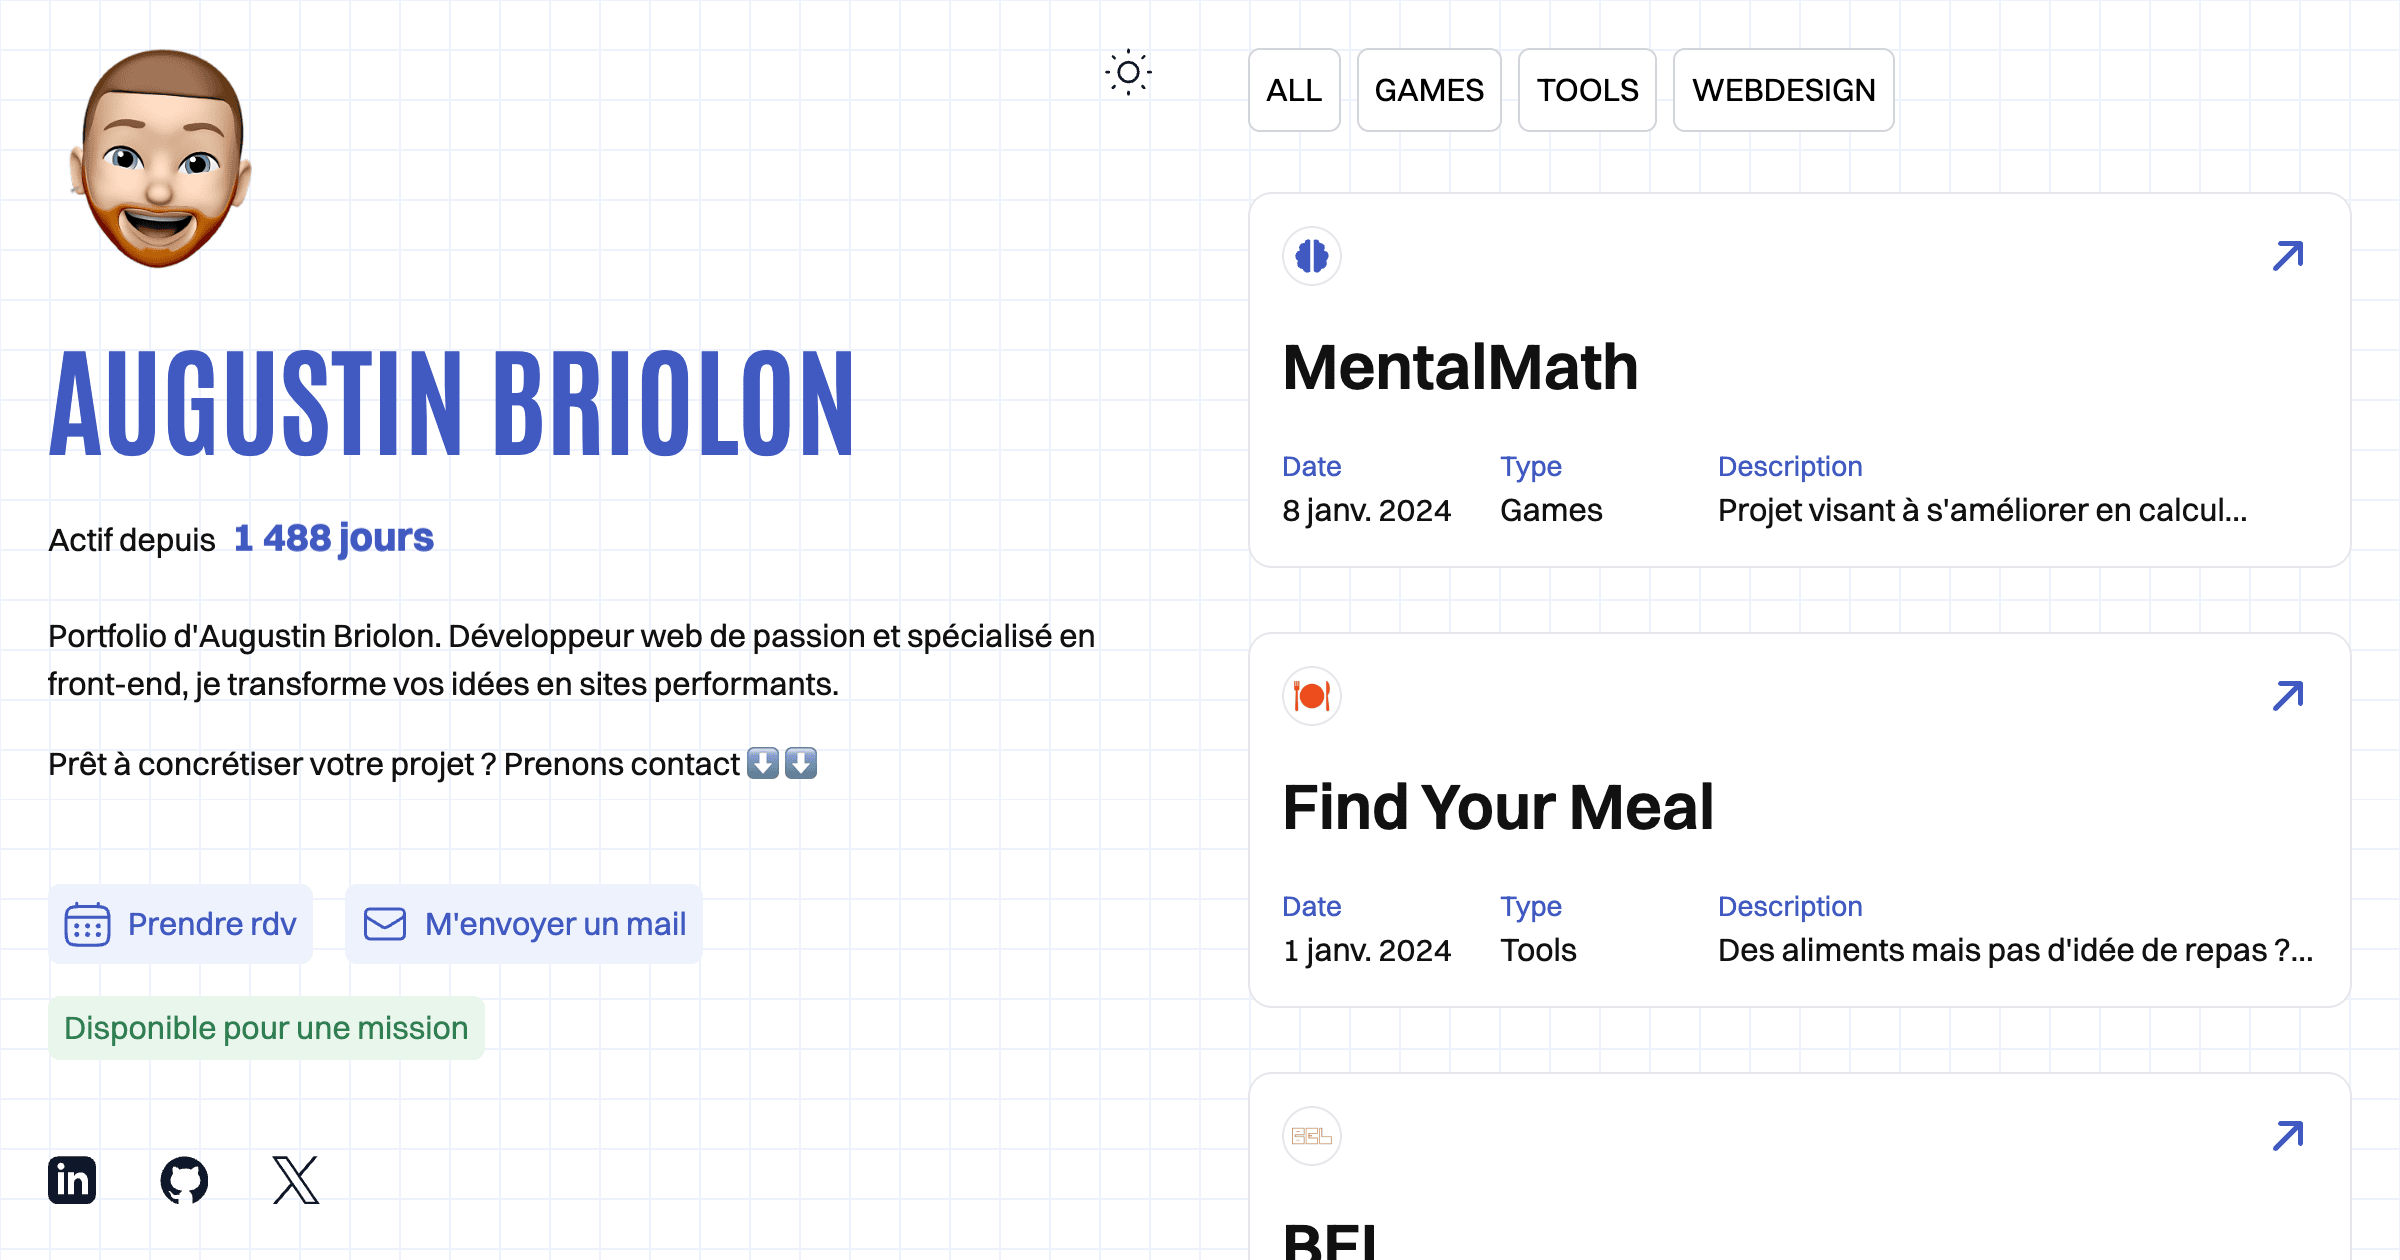 AUGUSTIN BRIOLON
Actif depuis 1 488 jours
Portfolio d'Augustin Briolon. Développeur web de passion et spécialisé en
front-end, je transforme vos idées en sites performants.
Prêt à concrétiser votre projet ? Prenons contact ⬇️⬇️
Prendre rdv
M'envoyer un mail
Disponible pour une mission
in
ALL
GAMES
TOOLS
WEBDESIGN
MentalMath
Date
Type
Description
8 janv. 2024
Games
Projet visant à s'améliorer en calcul...
Find Your Meal
Date
Type
Description
1 janv. 2024
Tools
Des aliments mais pas d'idée de repas ?...
BEL
BEL